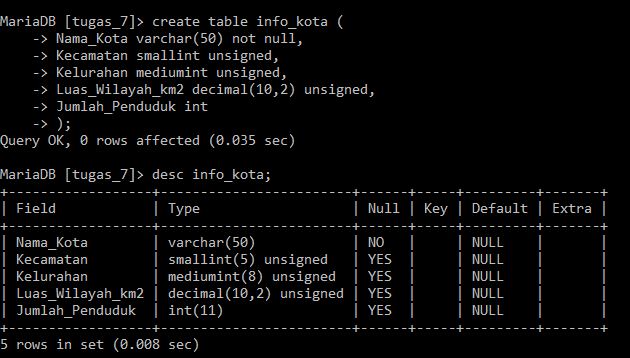 MariaDB [tugas_7]> create table info_kota (
    -> Nama_Kota varchar(50) not null,
    -> Kecamatan smallint unsigned,
    -> Kelurahan mediumint unsigned,
    -> Luas_Wilayah_km2 decimal(10,2) unsigned,
    -> Jumlah_Penduduk int
    -> );
Query OK, 0 rows affected (0.035 sec)

MariaDB [tugas_7]> desc info_kota;
+------------------+------------------------+------+-----+---------+-------+
| Field            | Type                   | Null | Key | Default | Extra |
+------------------+------------------------+------+-----+---------+-------+
| Nama_Kota        | varchar(50)            | NO   |     | NULL    |       |
| Kecamatan        | smallint(5) unsigned   | YES  |     | NULL    |       |
| Kelurahan        | mediumint(8) unsigned  | YES  |     | NULL    |       |
| Luas_Wilayah_km2 | decimal(10,2) unsigned | YES  |     | NULL    |       |
| Jumlah_Penduduk  | int(11)                | YES  |     | NULL    |       |
+------------------+------------------------+------+-----+---------+-------+
5 rows in set (0.008 sec)